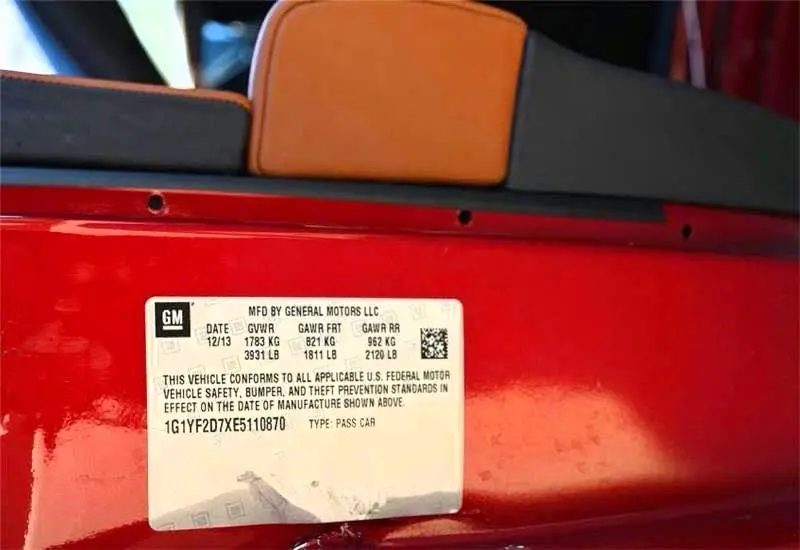 GM
MFD BY GENERAL MOTORS LLC
DATE GVWR GAWR FRT GAWR RR
12/13 1783 KG 821 KG 962 KG
3931 LB 1811 LB 2120 LB
THIS VEHICLE CONFORMS TO ALL APPLICABLE U.S. FEDERAL MOTOR
VEHICLE SAFETY, BUMPER, AND THEFT PREVENTION STANDARDS IN
EFFECT ON THE DATE OF MANUFACTURE SHOWN ABOVE.
1G1YF2D7XE5110870 TYPE: PASS CAR